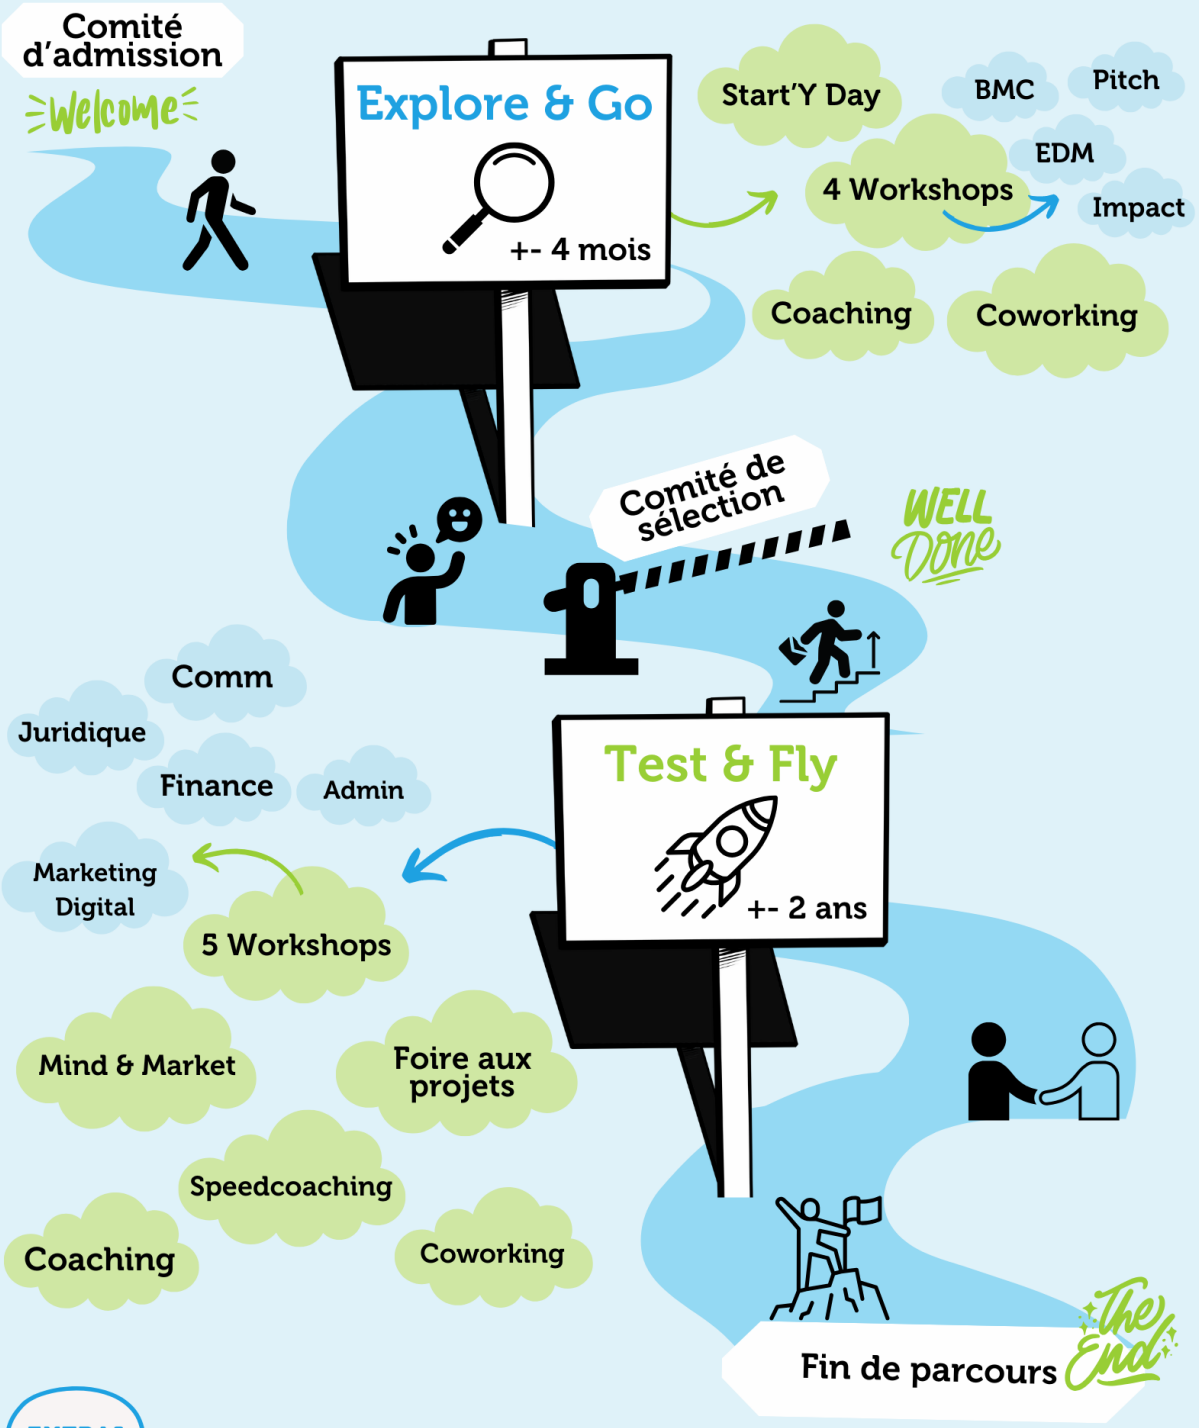 Comité
d'admission
Welcome
Explore & Go
+- 4 mois
Start'Y Day
BMC
Pitch
EDM
4 Workshops
Impact
Coaching
Coworking
Comité de
sélection
WELL
Done
Comm
Juridique
Finance
Admin
Marketing
Digital
5 Workshops
Test & Fly
+- 2 ans
Mind & Market
Foire aux
projets
Speedcoaching
Coaching
Coworking
The
End
Fin de parcours